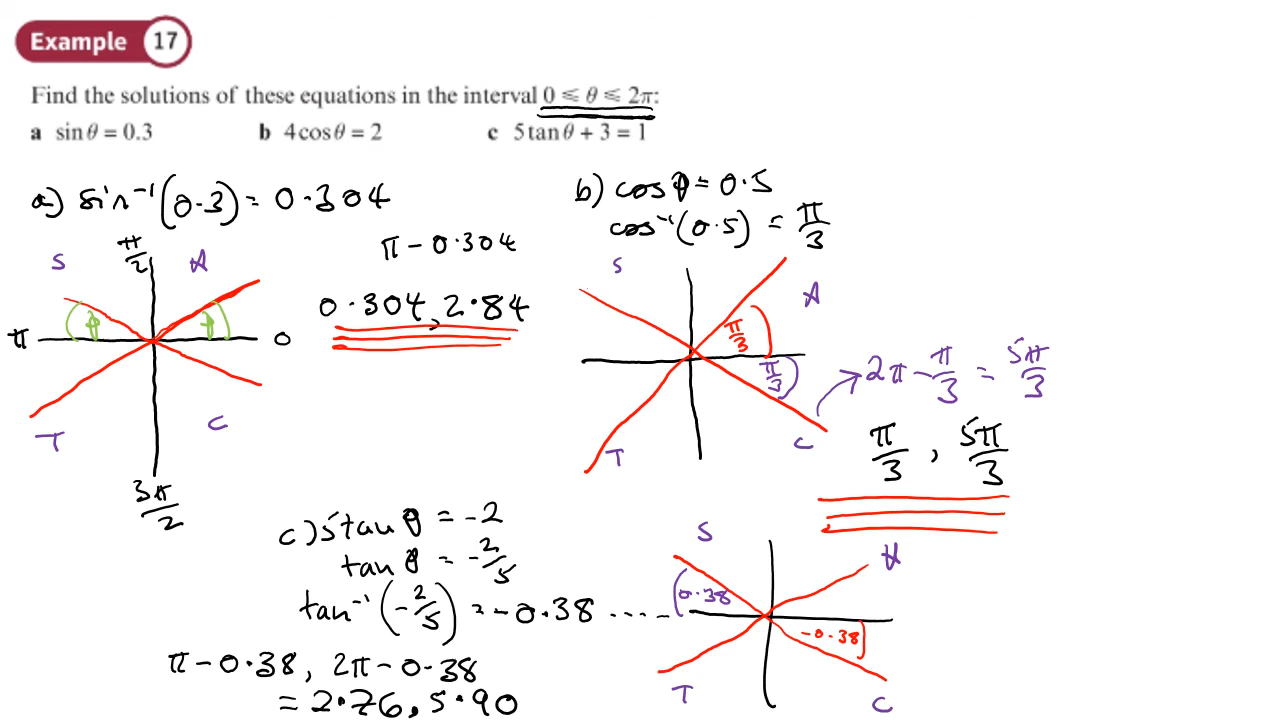 Example 17
Find the solutions of these equations in the interval 0 ⩽ θ ⩽ 2π:
a sin θ = 0.3 b 4 cos θ = 2 c 5 tan θ + 3 = 1
a) sin⁻¹(0.3) = 0.304
π - 0.304
0.304, 2.84
S A
π/2
π 0
θ θ
T C
3π/2
b) cos θ = 0.5
cos⁻¹(0.5) = π/3
S A
π/3
π/3
T C
2π - π/3 = 5π/3
π/3 , 5π/3
c) 5tan θ = -2
tan θ = -2/5
tan⁻¹(-2/5) = -0.38 .....
π - 0.38, 2π - 0.38
= 2.76, 5.90
S A
0.38
-0.38
T C